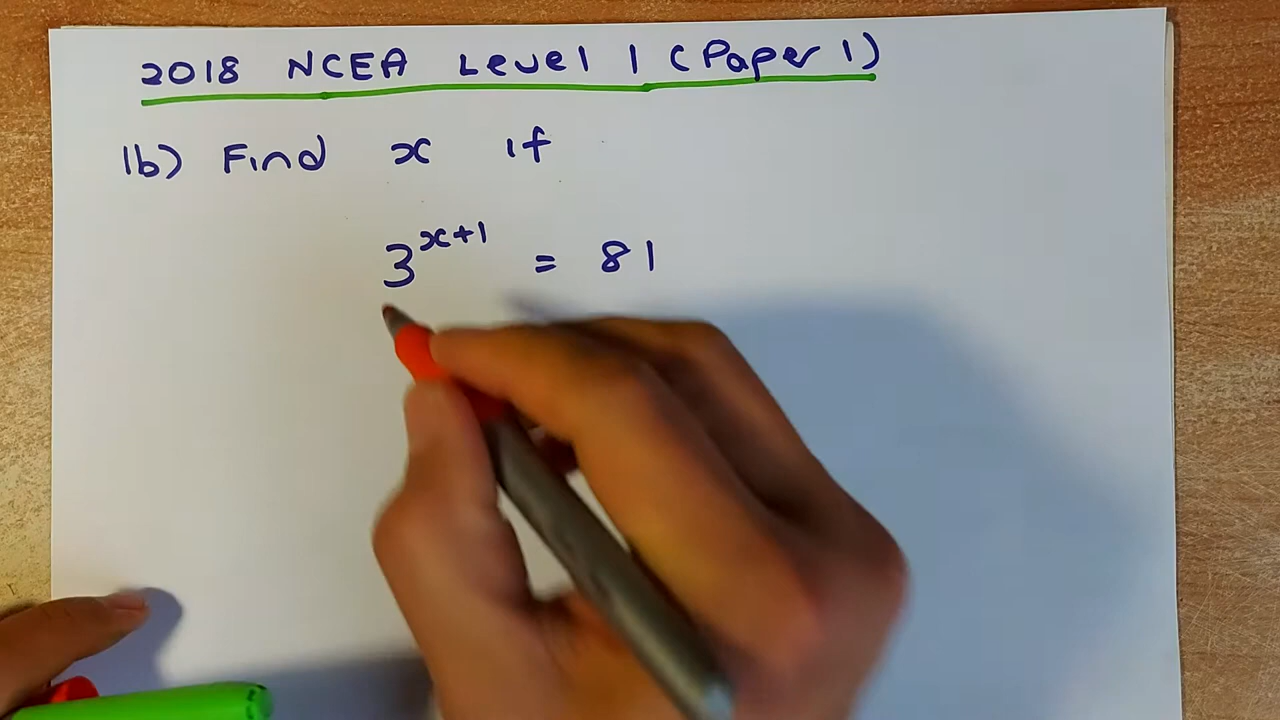 2018 NCEA Level 1 (Paper 1)
1b) Find x if
3^{x+1} = 81